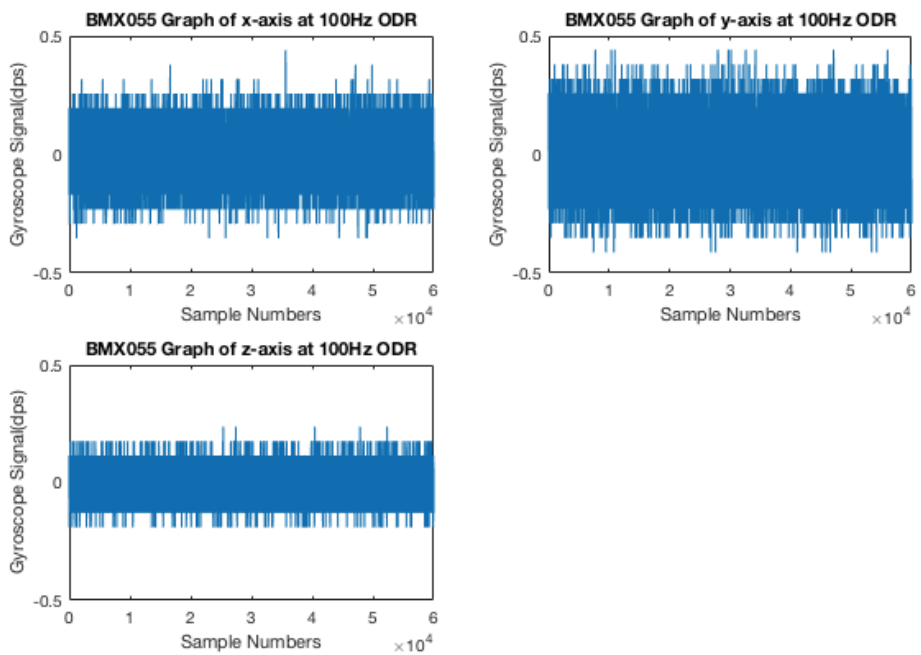 BMX055 Graph of x-axis at 100Hz ODR
0.5
0
-0.5
Gyroscope Signal(dps)
0 1 2 3 4 5 6
Sample Numbers
×10^4
BMX055 Graph of y-axis at 100Hz ODR
0.5
0
-0.5
Gyroscope Signal(dps)
0 1 2 3 4 5 6
Sample Numbers
×10^4
BMX055 Graph of z-axis at 100Hz ODR
0.5
0
-0.5
Gyroscope Signal(dps)
0 1 2 3 4 5 6
Sample Numbers
×10^4